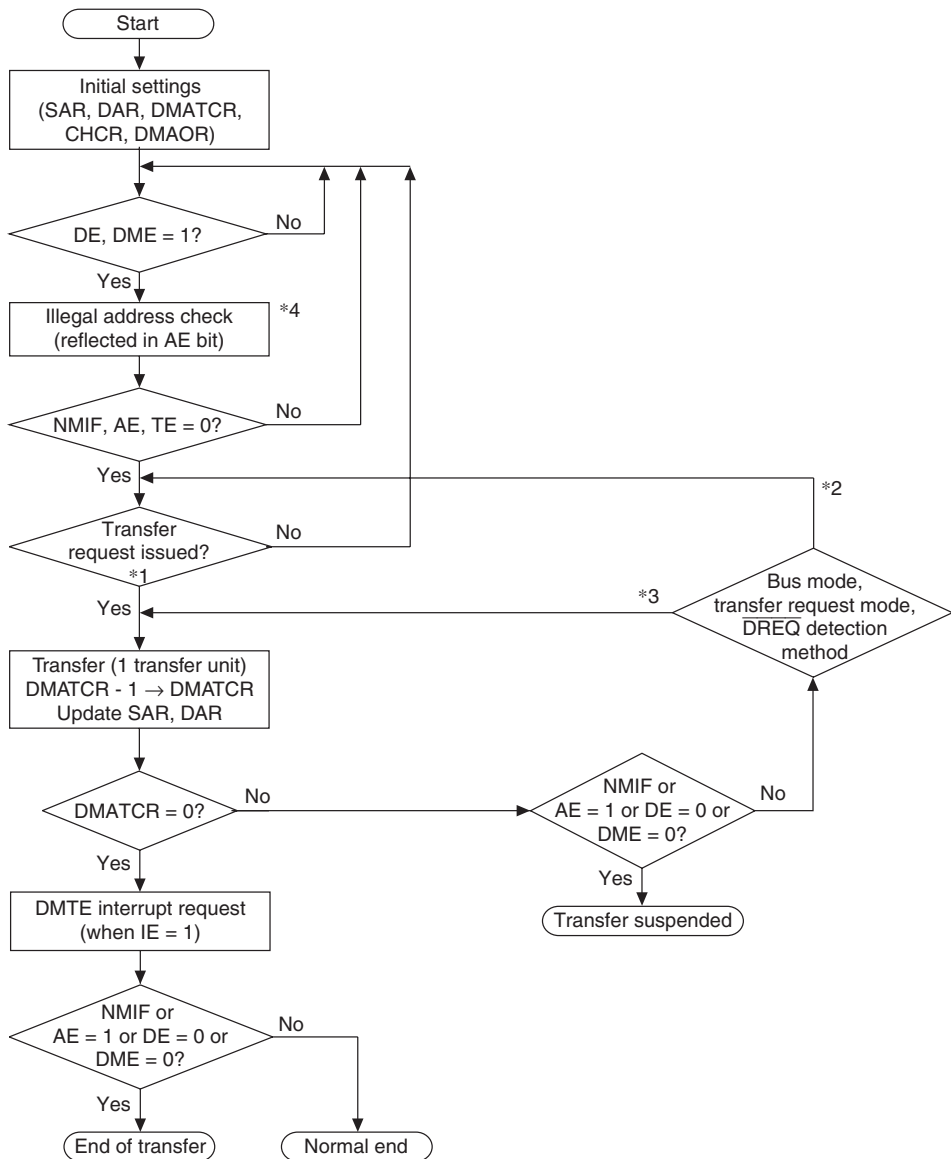 Start
Initial settings
(SAR, DAR, DMATCR,
CHCR, DMAOR)
DE, DME = 1?
No
Yes
Illegal address check
(reflected in AE bit)
*4
NMIF, AE, TE = 0?
No
Yes
*2
Transfer
request issued?
*1
No
Yes
*3
Bus mode,
transfer request mode,
DREQ detection
method
Transfer (1 transfer unit)
DMATCR - 1 → DMATCR
Update SAR, DAR
DMATCR = 0?
No
Yes
NMIF or
AE = 1 or DE = 0 or
DME = 0?
No
Yes
Transfer suspended
DMTE interrupt request
(when IE = 1)
NMIF or
AE = 1 or DE = 0 or
DME = 0?
No
Yes
End of transfer
Normal end